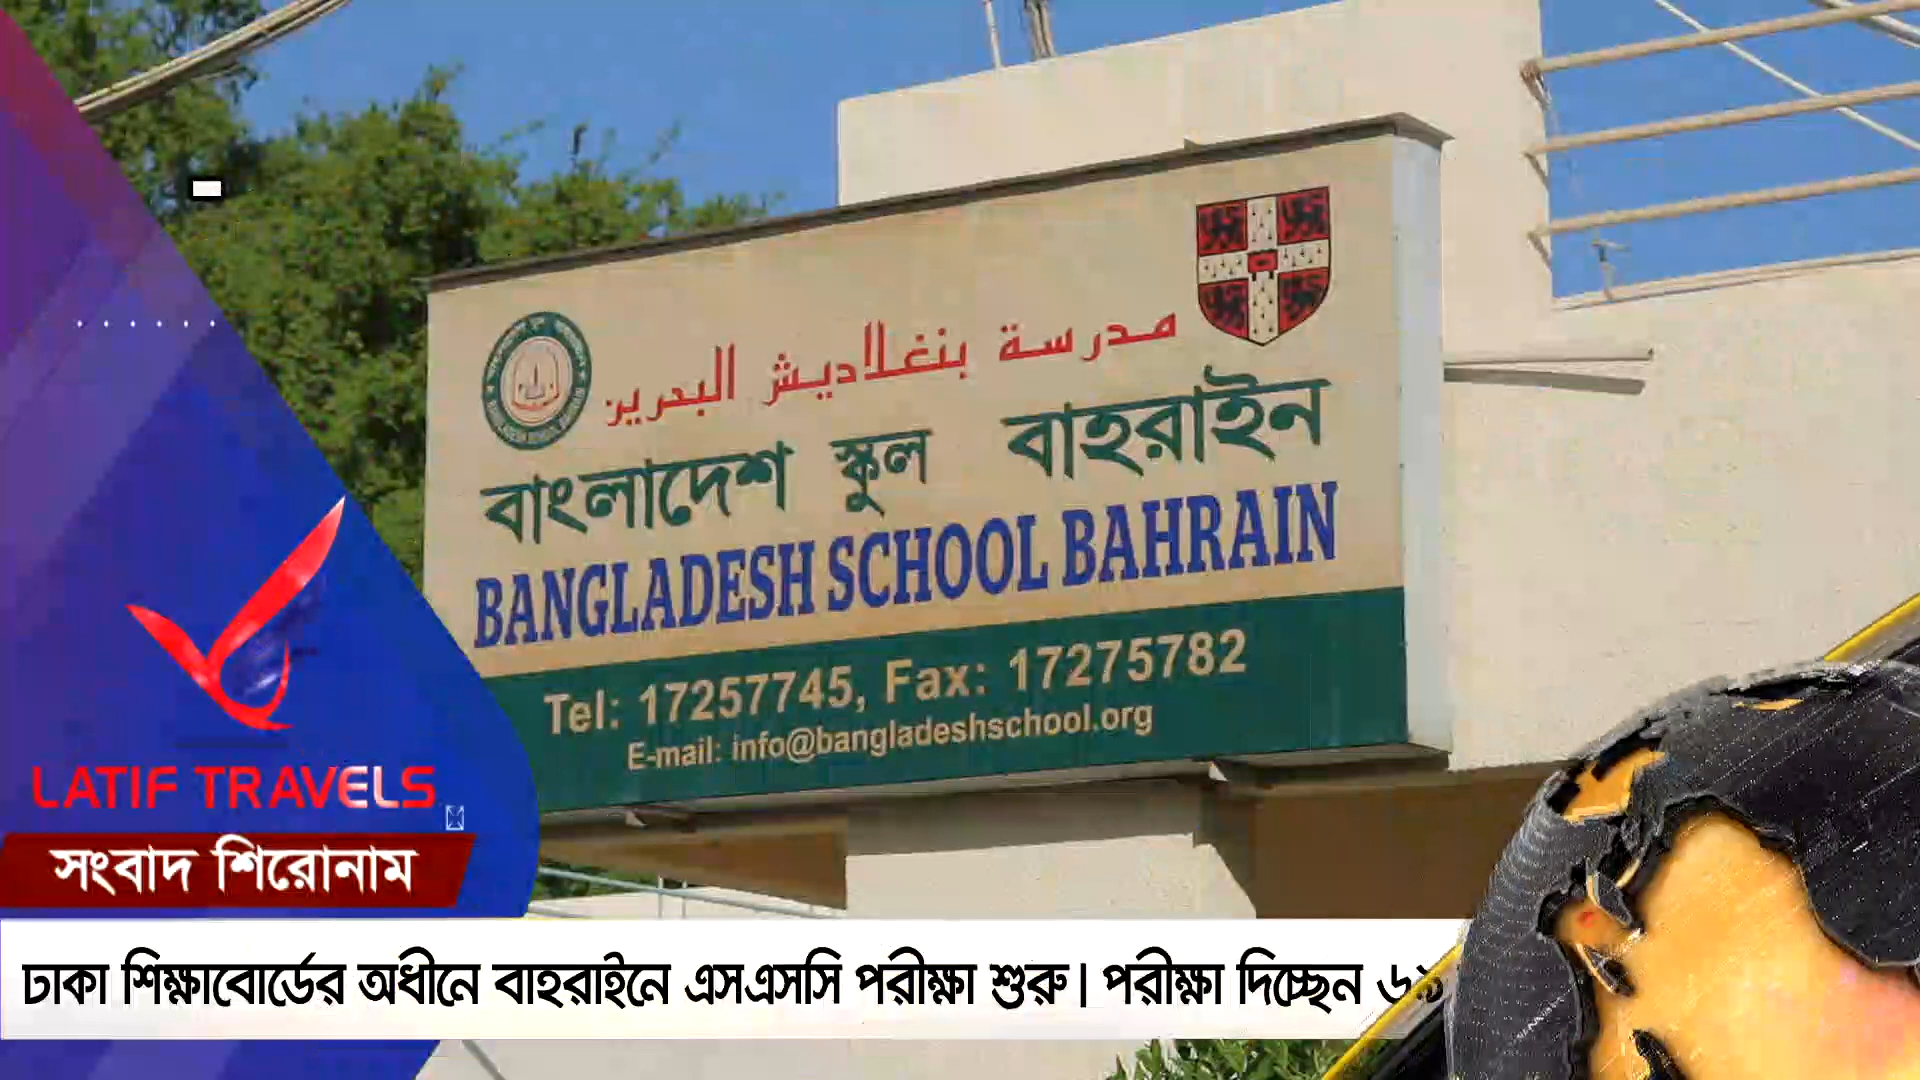 مدرسة بنغلاديش البحرين
বাংলাদেশ স্কুল বাহরাইন
BANGLADESH SCHOOL BAHRAIN
Tel: 17257745, Fax: 17275782
E-mail: info@bangladeshschool.org
LATIF TRAVELS
সংবাদ শিরোনাম
ঢাকা শিক্ষাবোর্ডের অধীনে বাহরাইনে এসএসসি পরীক্ষা শুরু। পরীক্ষা দিচ্ছেন